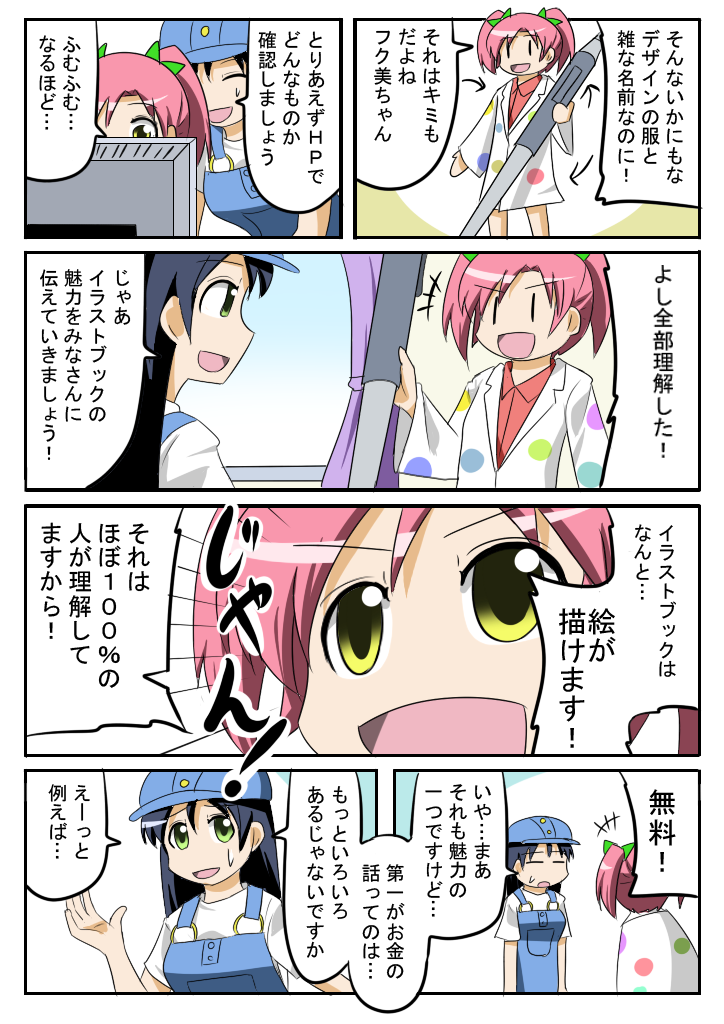 そんないかにもな
デザインの服と
雑な名前なのに！
それはキミも
だよね
フク美ちゃん
とりあえずＨＰで
どんなものか
確認しましょう
ふむふむ…
なるほど…
よし全部理解した！
じゃあ
イラストブックの
魅力をみなさんに
伝えていきましょう！
イラストブックは
なんと…
絵が
描けます！
じゃん！
それは
ほぼ１００％の
人が理解して
ますから！
無料！
いや…まあ
それも魅力の
一つですけど…
第一がお金の
話ってのは…
もっといろいろ
あるじゃないですか
えーっと
例えば…